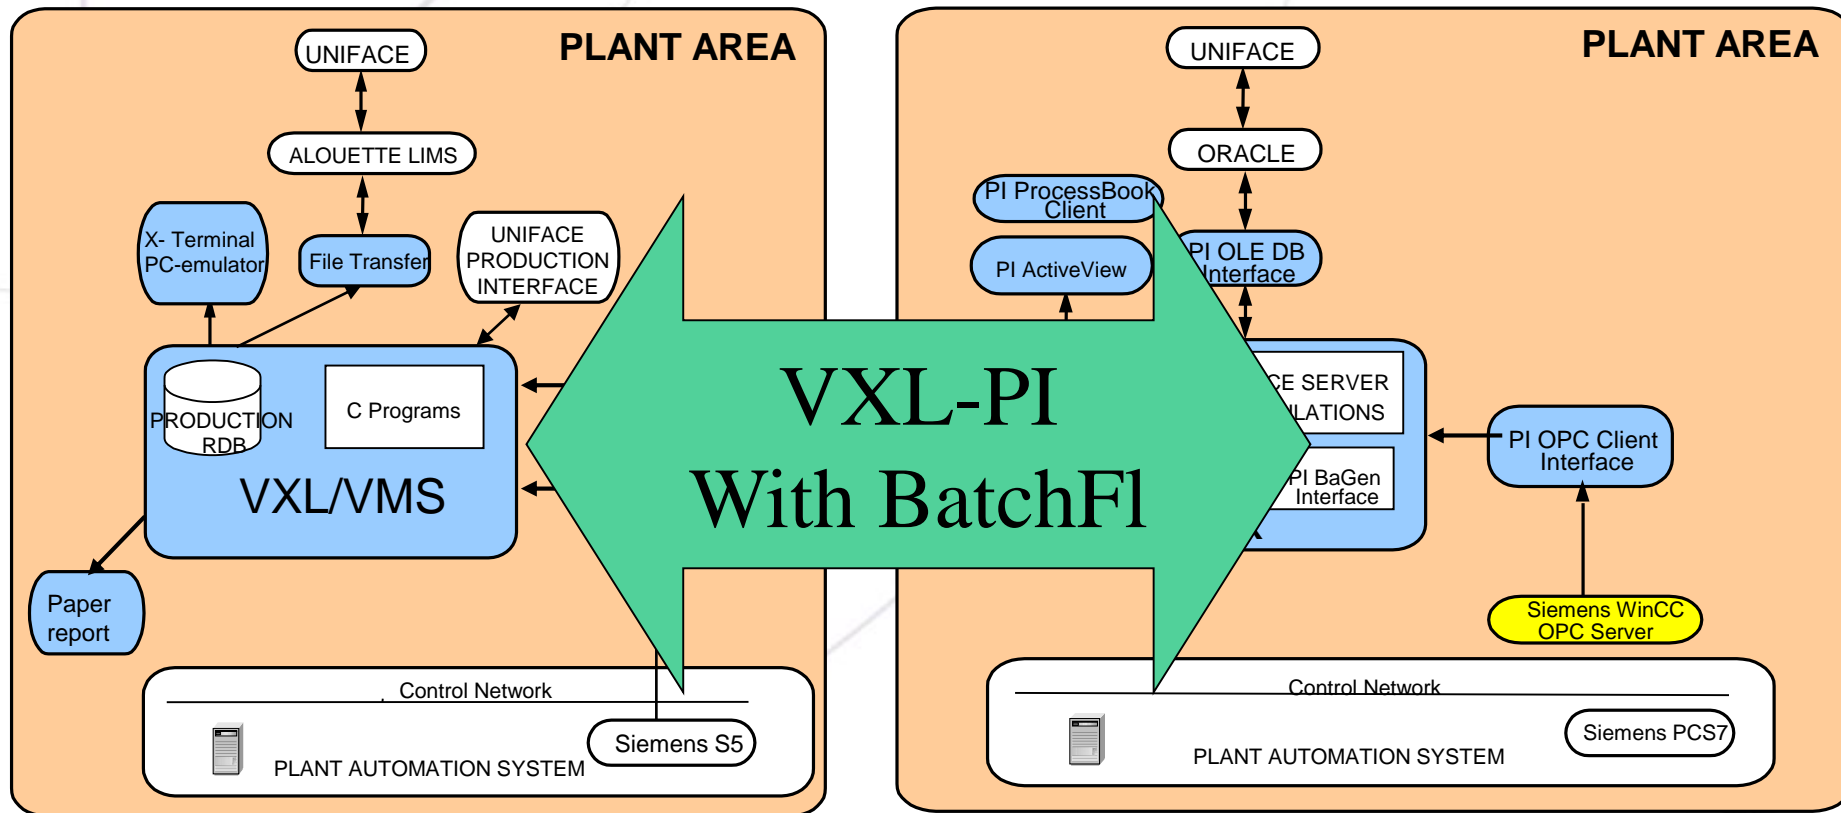 PLANT AREA
UNIFACE
ALOUETTE LIMS
X- Terminal
PC-emulator
File Transfer
UNIFACE
PRODUCTION
INTERFACE
PRODUCTION
RDB
C Programs
VXL/VMS
Paper
report
Control Network
Siemens S5
PLANT AUTOMATION SYSTEM
VXL-PI
With BatchFl
PLANT AREA
UNIFACE
ORACLE
PI ProcessBook
Client
PI ActiveView
PI OLE DB
Interface
SERVER
PI BaGen
Interface
PI OPC Client
Interface
Siemens WinCC
OPC Server
Control Network
Siemens PCS7
PLANT AUTOMATION SYSTEM